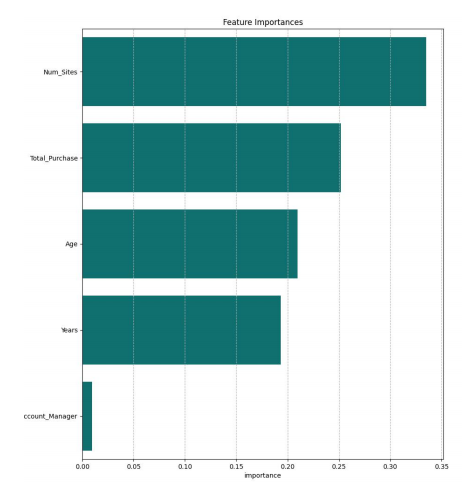 Feature Importances
Num_Sites
Total_Purchase
Age
Years
ccount_Manager
0.00 0.05 0.10 0.15 0.20 0.25 0.30 0.35
importance